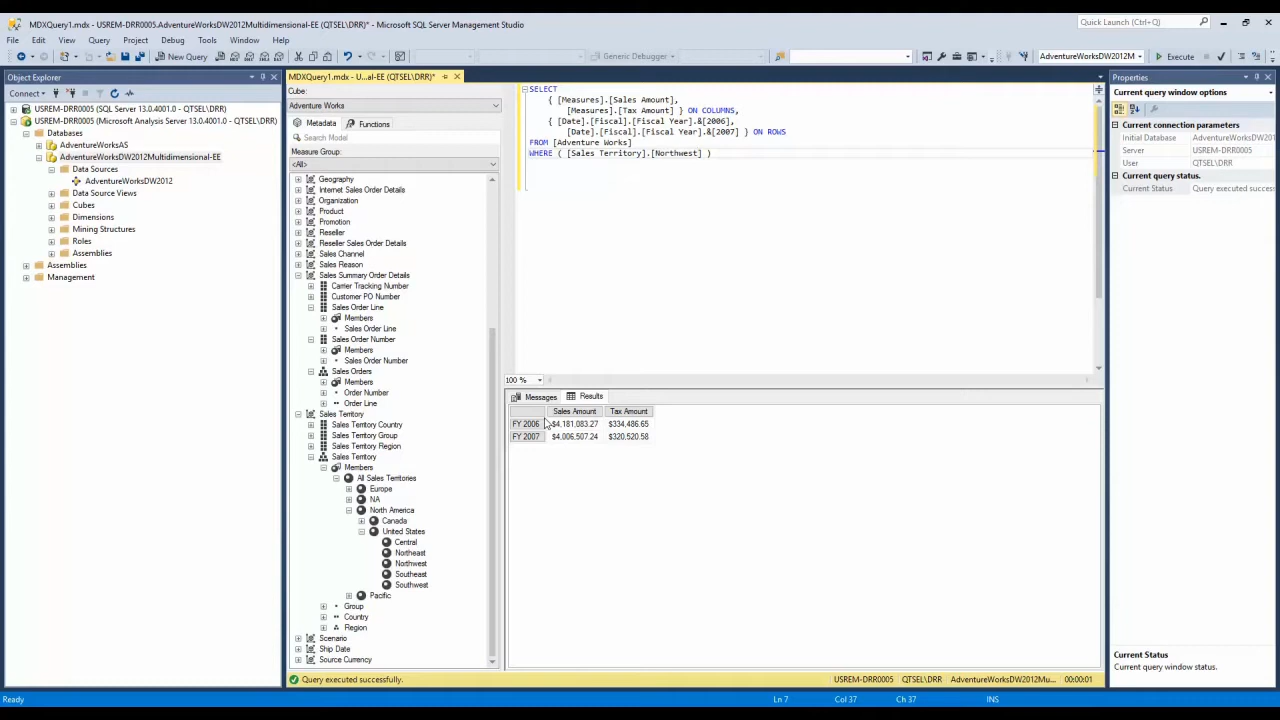 MDXQuery1.mdx - USREM-DRR0005.AdventureWorksDW2012Multidimensional-EE (QTSEL\DRR)* - Microsoft SQL Server Management Studio
Quick Launch (Ctrl+Q)
File Edit View Query Project Debug Tools Window Help
New Query
Generic Debugger
AdventureWorksDW2012M
Execute
Object Explorer
Connect
USREM-DRR0005 (SQL Server 13.0.4001.0 - QTSEL\DRR)
USREM-DRR0005 (Microsoft Analysis Server 13.0.4001.0 - QTSEL\DRR)
Databases
AdventureWorksAS
AdventureWorksDW2012Multidimensional-EE
Data Sources
AdventureWorksDW2012
Data Source Views
Cubes
Dimensions
Mining Structures
Roles
Assemblies
Assemblies
Management
MDXQuery1.mdx - U...al-EE (QTSEL\DRR)*
Cube:
Adventure Works
Metadata Functions
Search Model
Measure Group:
<All>
Geography
Internet Sales Order Details
Organization
Product
Promotion
Reseller
Reseller Sales Order Details
Sales Channel
Sales Reason
Sales Summary Order Details
Carrier Tracking Number
Customer PO Number
Sales Order Line
Members
Sales Order Line
Sales Order Number
Members
Sales Order Number
Sales Orders
Members
Order Number
Order Line
Sales Territory
Sales Territory Country
Sales Territory Group
Sales Territory Region
Sales Territory
Members
All Sales Territories
Europe
NA
North America
Canada
United States
Central
Northeast
Northwest
Southeast
Southwest
Pacific
Group
Country
Region
Scenario
Ship Date
Source Currency
SELECT
{ [Measures].[Sales Amount],
[Measures].[Tax Amount] } ON COLUMNS,
{ [Date].[Fiscal].[Fiscal Year].&[2006],
[Date].[Fiscal].[Fiscal Year].&[2007] } ON ROWS
FROM [Adventure Works]
WHERE ( [Sales Territory].[Northwest] )
100 %
Messages Results
Sales Amount Tax Amount
FY 2006 $4,181,083.27 $334,486.65
FY 2007 $4,006,507.24 $320,520.58
Query executed successfully.
USREM-DRR0005 QTSEL\DRR AdventureWorksDW2012Mu... 00:00:01
Properties
Current query window options
Current connection parameters
Initial Database AdventureWorksDW201
Server USREM-DRR0005
User QTSEL\DRR
Current query status.
Current Status Query executed success
Current Status
Current query window status.
Ready
Ln 7 Col 37 Ch 37 INS